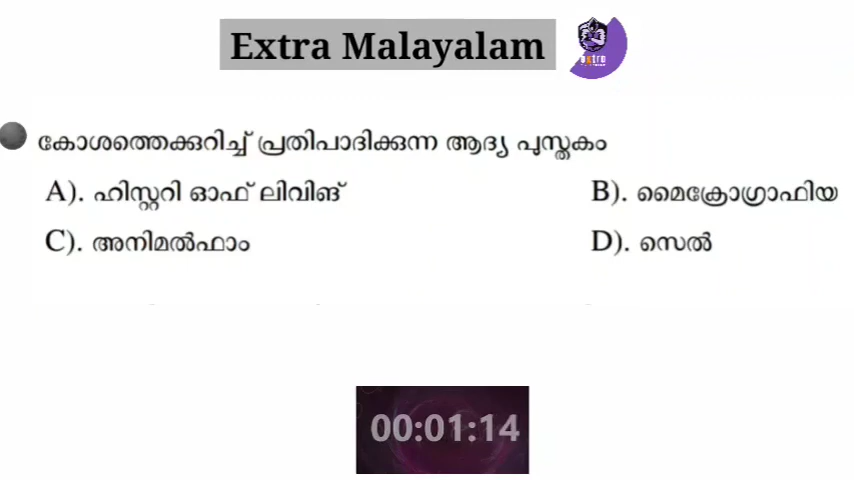 Extra Malayalam
കോശത്തെക്കുറിച്ച് പ്രതിപാദിക്കുന്ന ആദ്യ പുസ്തകം
A). ഹിസ്റ്ററി ഓഫ് ലിവിങ് B). മൈക്രോഗ്രാഫിയ
C). അനിമൽഫാം D). സെൽ
00:01:14